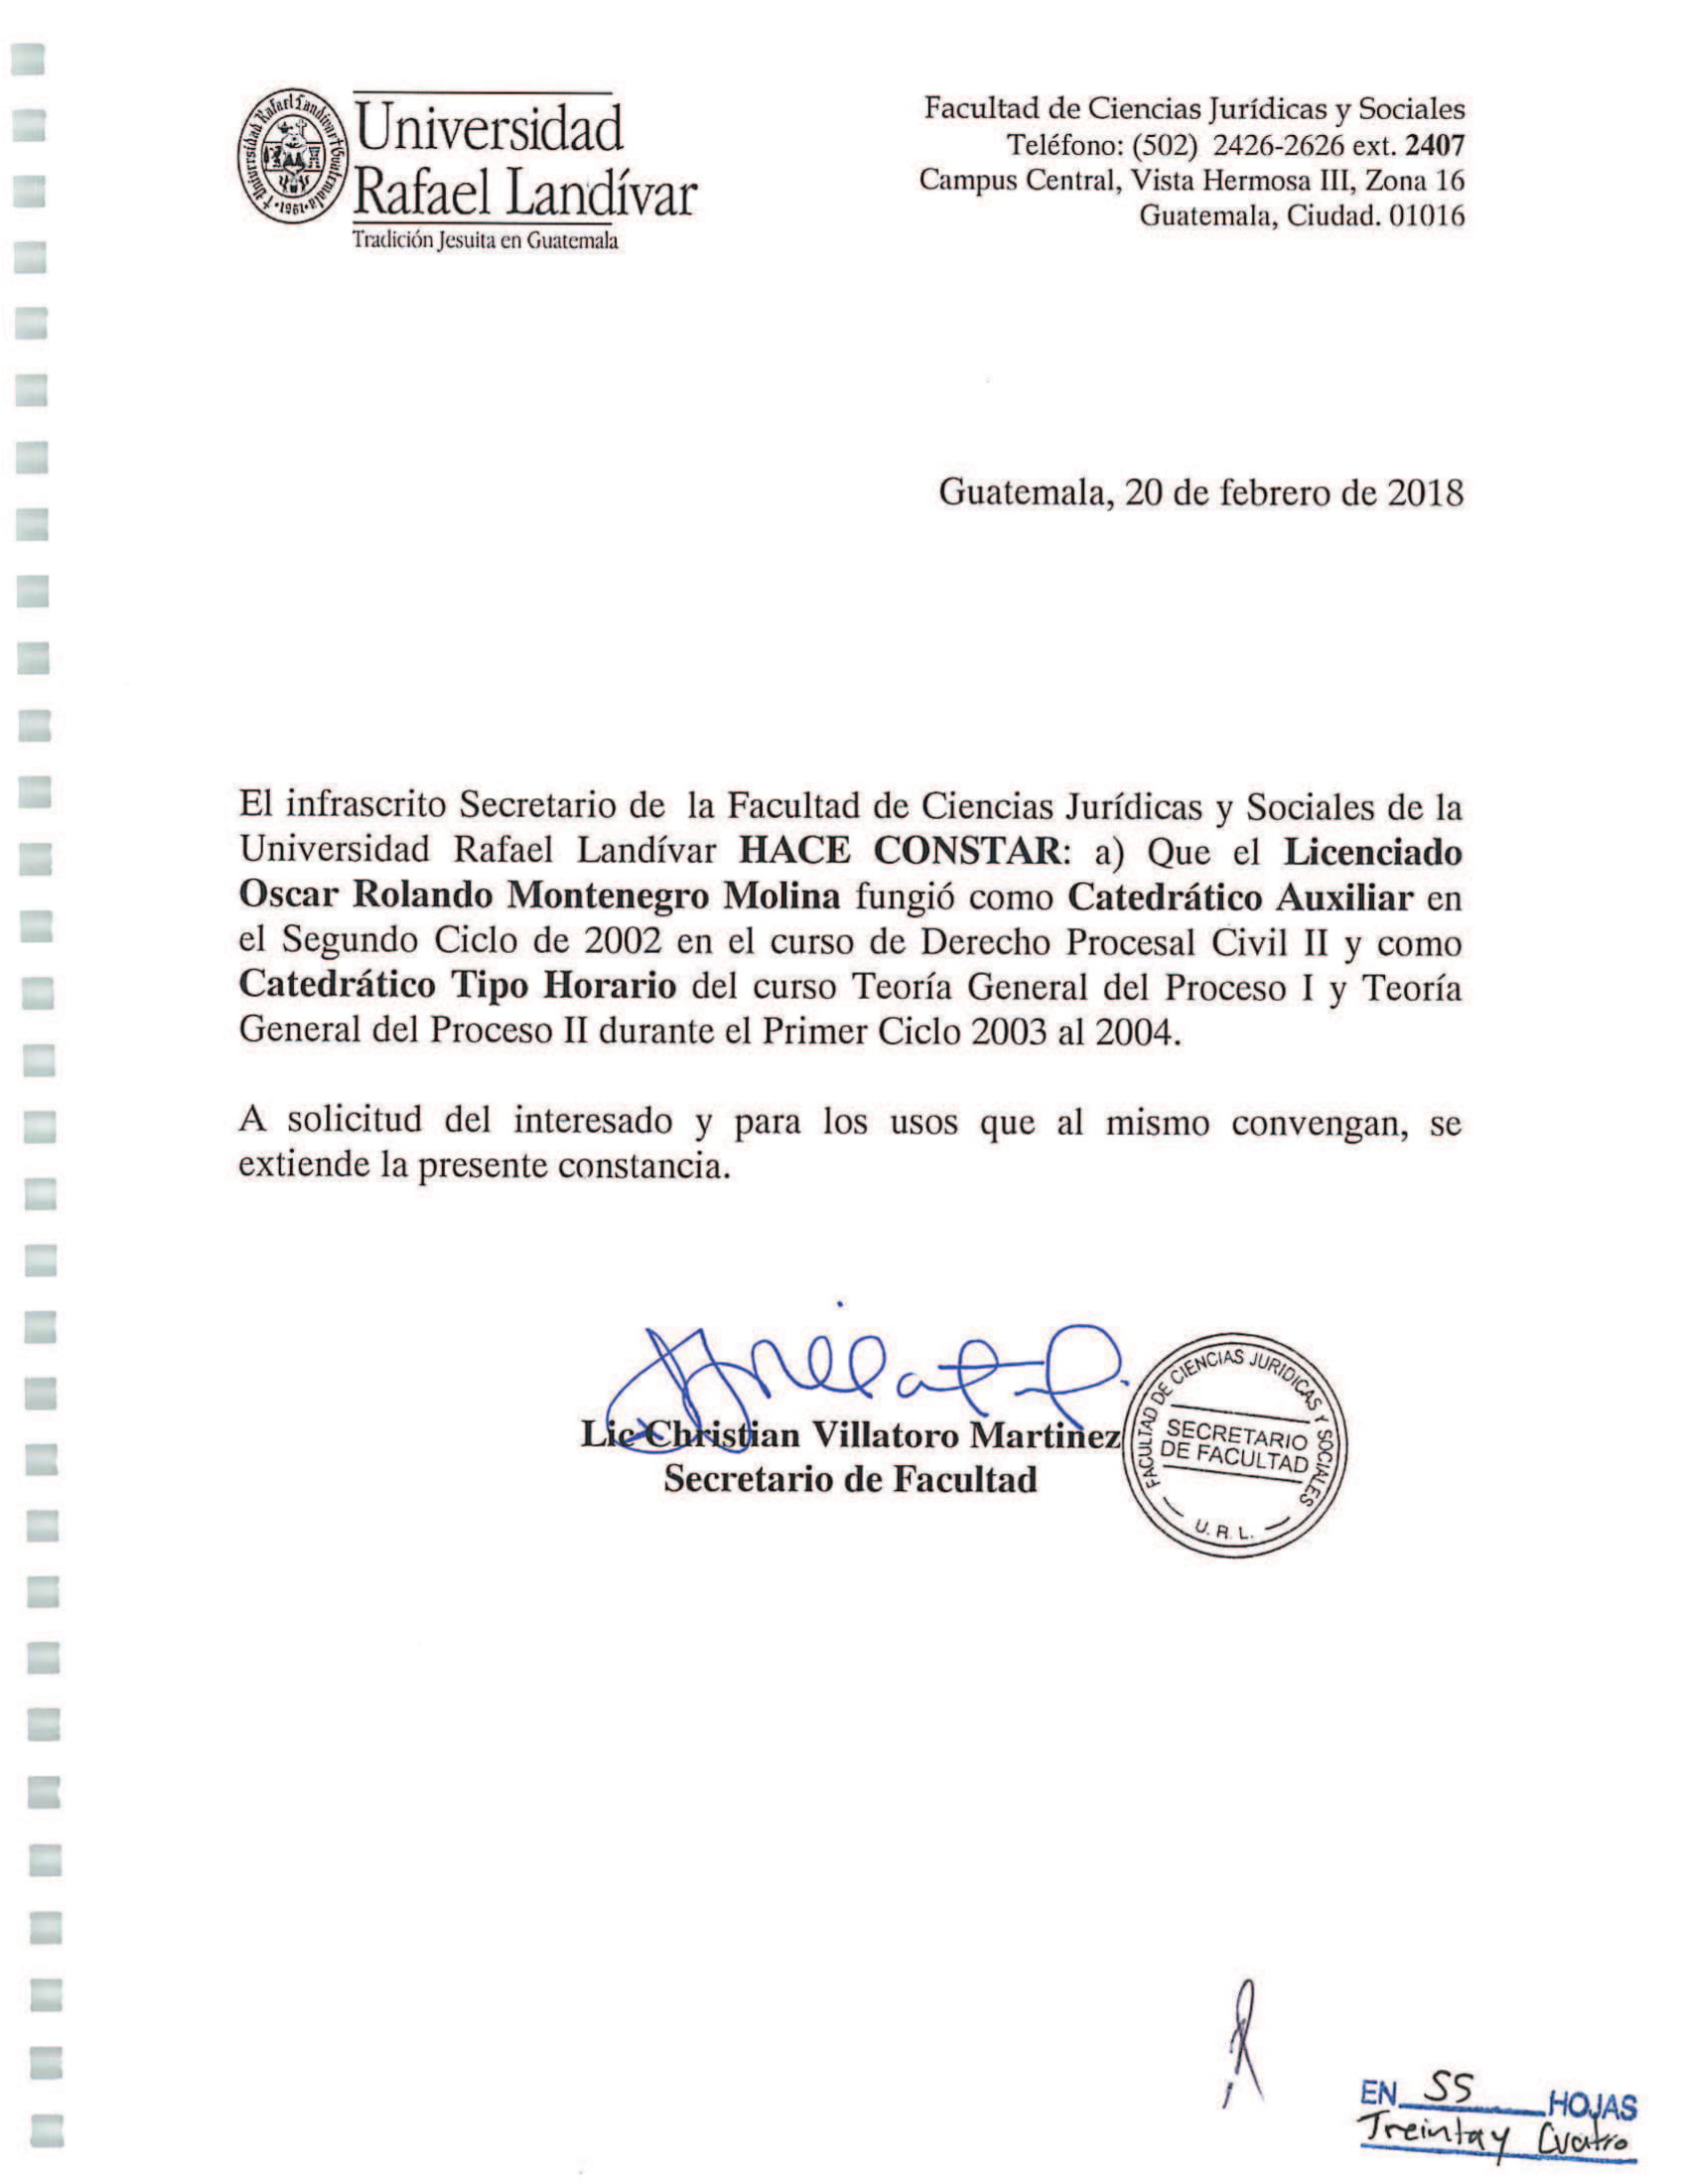 Universidad
Rafael Landívar
Tradición Jesuita en Guatemala
Facultad de Ciencias Jurídicas y Sociales
Teléfono: (502) 2426-2626 ext. 2407
Campus Central, Vista Hermosa III, Zona 16
Guatemala, Ciudad. 01016
Guatemala, 20 de febrero de 2018
El infrascrito Secretario de la Facultad de Ciencias Jurídicas y Sociales de la
Universidad Rafael Landívar HACE CONSTAR: a) Que el Licenciado
Oscar Rolando Montenegro Molina fungió como Catedrático Auxiliar en
el Segundo Ciclo de 2002 en el curso de Derecho Procesal Civil II y como
Catedrático Tipo Horario del curso Teoría General del Proceso I y Teoría
General del Proceso II durante el Primer Ciclo 2003 al 2004.
A solicitud del interesado y para los usos que al mismo convengan, se
extiende la presente constancia.
Lic Christian Villatoro Martinez
Secretario de Facultad
FACULTAD DE CIENCIAS JURIDICAS Y SOCIALES
SECRETARIO
DE FACULTAD
U. R. L.
EN 55 HOJAS
Treinta y Cuatro